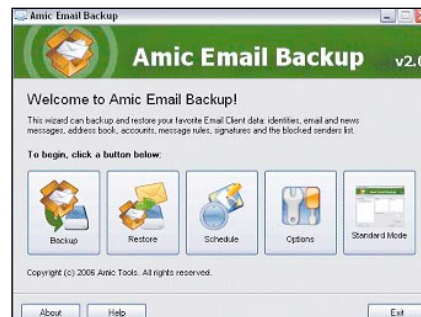 Amic Email Backup
Amic Email Backup v2.0
Welcome to Amic Email Backup!
This wizard can backup and restore your favorite Email Client data: identities, email and news
messages, address book, accounts, message rules, signatures and the blocked senders list.
To begin, click a button below:
Backup Restore Schedule Options Standard Mode
Copyright (c) 2006 Amic Tools. All rights reserved.
About Help Exit